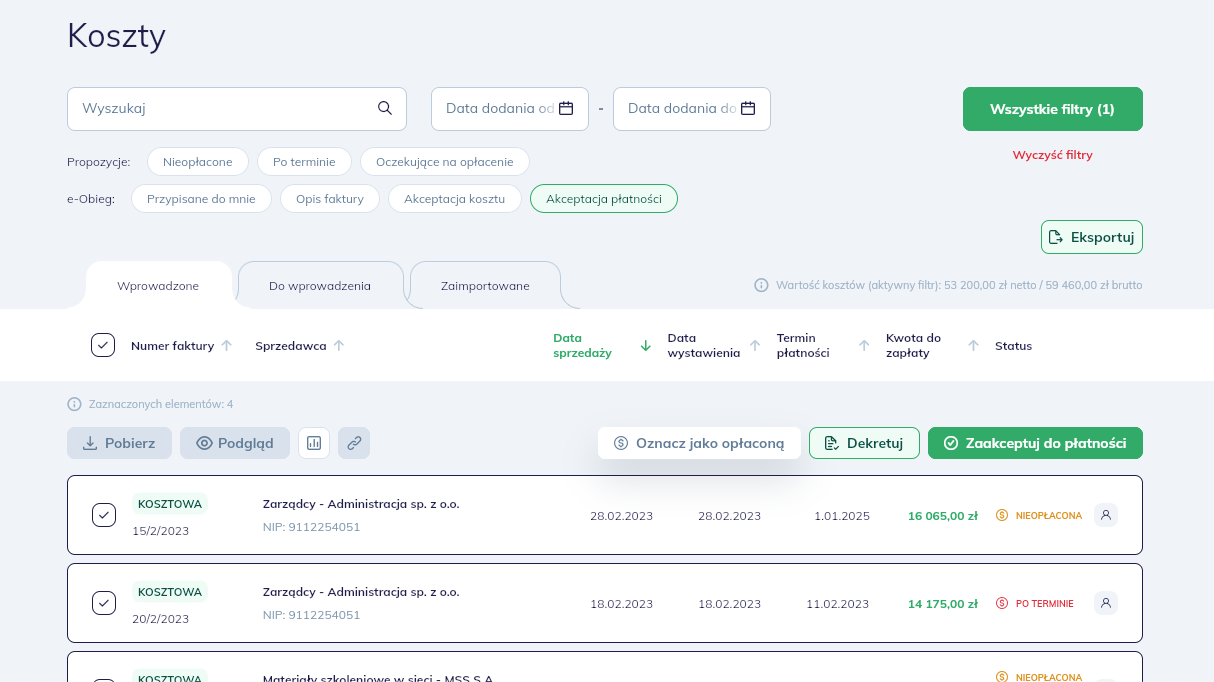 Koszty
Wyszukaj
Data dodania od - Data dodania do
Wszystkie filtry (1)
Propozycje: Nieopłacone Po terminie Oczekujące na opłacenie
Wyczyść filtry
e-Obieg: Przypisane do mnie Opis faktury Akceptacja kosztu Akceptacja płatności
Eksportuj
Wprowadzone Do wprowadzenia Zaimportowane
Wartość kosztów (aktywny filtr): 53 200,00 zł netto / 59 460,00 zł brutto
Numer faktury Sprzedawca Data sprzedaży Data wystawienia Termin płatności Kwota do zapłaty Status
Zaznaczonych elementów: 4
Pobierz Podgląd Oznacz jako opłaconą Dekretuj Zaakceptuj do płatności
KOSZTOWA Zarządcy - Administracja sp. z o.o.
28.02.2023 28.02.2023 1.01.2025 16 065,00 zł NIEOPŁACONA
15/2/2023 NIP: 9112254051
KOSZTOWA Zarządcy - Administracja sp. z o.o.
18.02.2023 18.02.2023 11.02.2023 14 175,00 zł PO TERMINIE
20/2/2023 NIP: 9112254051
KOSZTOWA Materiały szkoleniowe w sieci - MSS S.A. NIEOPŁACONA